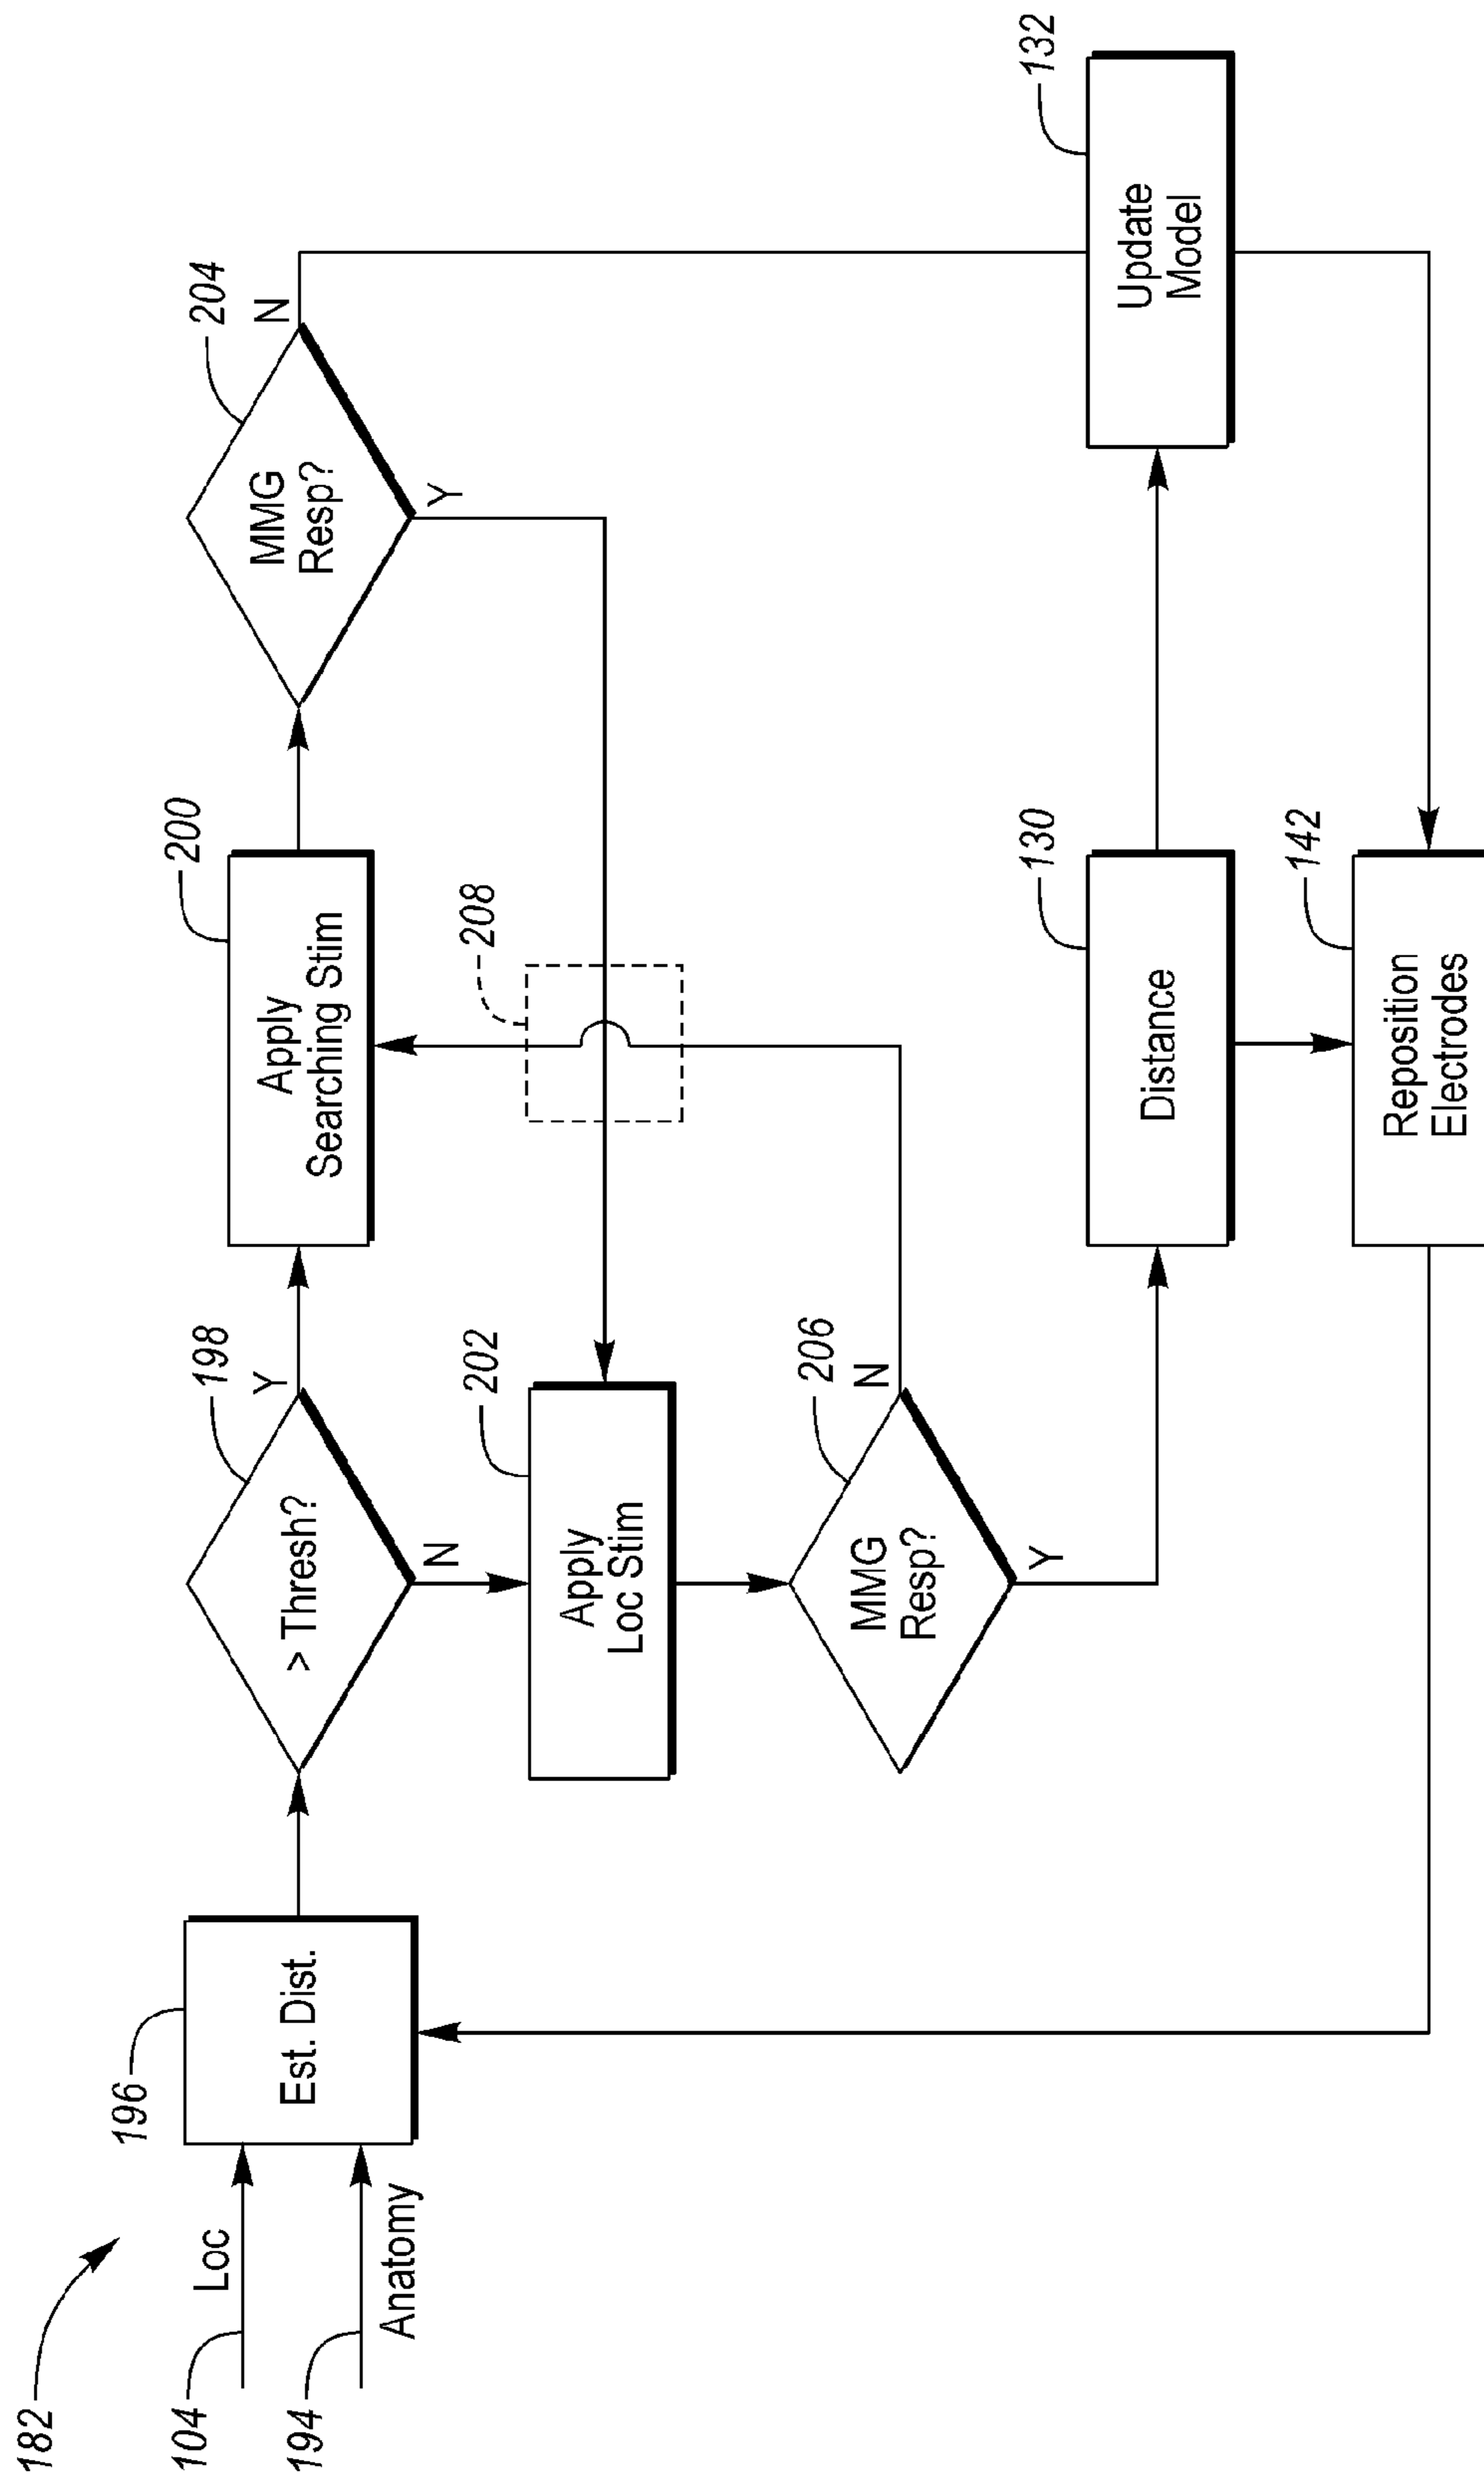 182
104
Loc
194
Anatomy
196
Est. Dist.
198
> Thresh?
Y
N
200
Apply
Searching Stim
204
MMG
Resp?
N
Y
208
202
Apply
Loc Stim
206
MMG
Resp?
N
Y
130
Distance
132
Update
Model
142
Reposition
Electrodes